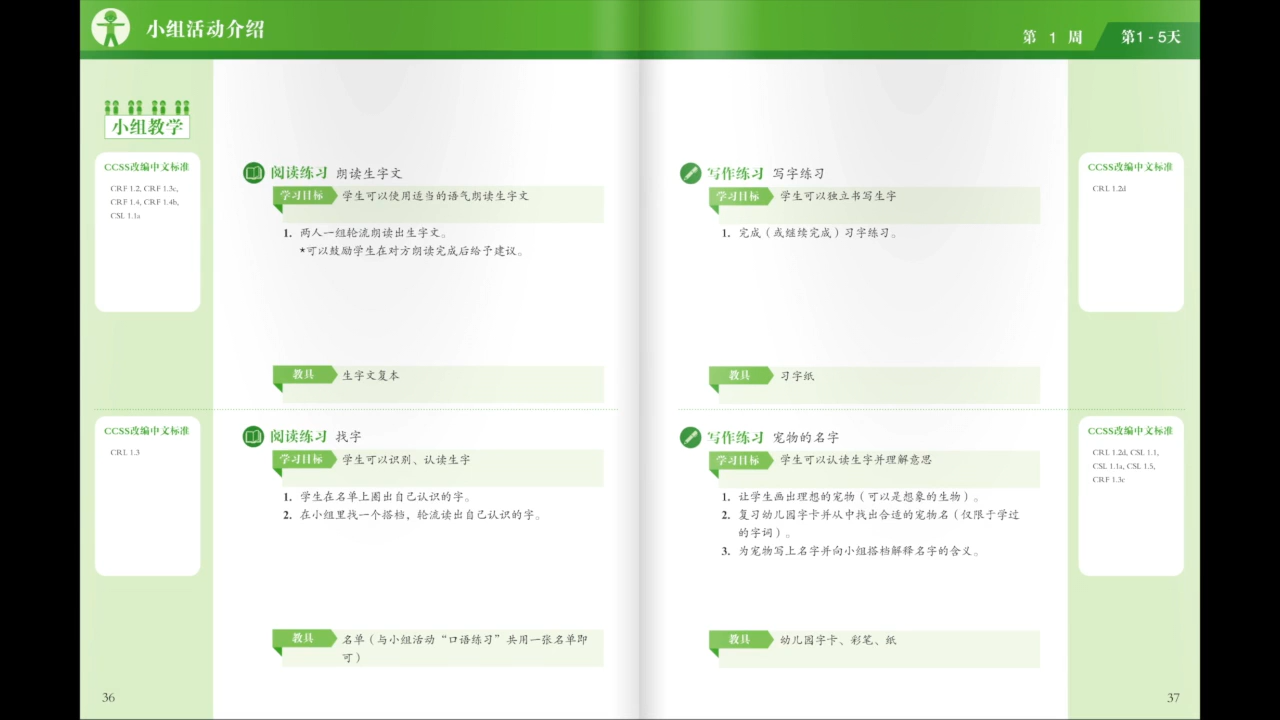 小组活动介绍
第 1 周 第1 - 5天
小组教学
CCSS改编中文标准
CRF 1.2, CRF 1.3c,
CRF 1.4, CRF 1.4b,
CSL 1.1a
阅读练习 朗读生字文
学习目标 学生可以使用适当的语气朗读生字文
1. 两人一组轮流朗读出生字文。
*可以鼓励学生在对方朗读完成后给予建议。
教具 生字文复本
CCSS改编中文标准
CRL 1.3
阅读练习 找字
学习目标 学生可以识别、认读生字
1. 学生在名单上圈出自己认识的字。
2. 在小组里找一个搭档，轮流读出自己认识的字。
教具 名单（与小组活动“口语练习”共用一张名单即
可）
36
写作练习 写字练习
学习目标 学生可以独立书写生字
1. 完成（或继续完成）习字练习。
教具 习字纸
CCSS改编中文标准
CRL 1.2d
写作练习 宠物的名字
学习目标 学生可以认读生字并理解意思
1. 让学生画出理想的宠物（可以是想象的生物）。
2. 复习幼儿园字卡并从中找出合适的宠物名（仅限于学过
的字词）。
3. 为宠物写上名字并向小组搭档解释名字的含义。
教具 幼儿园字卡、彩笔、纸
CCSS改编中文标准
CRL 1.2d, CSL 1.1,
CSL 1.1a, CSL 1.5,
CRF 1.3c
37